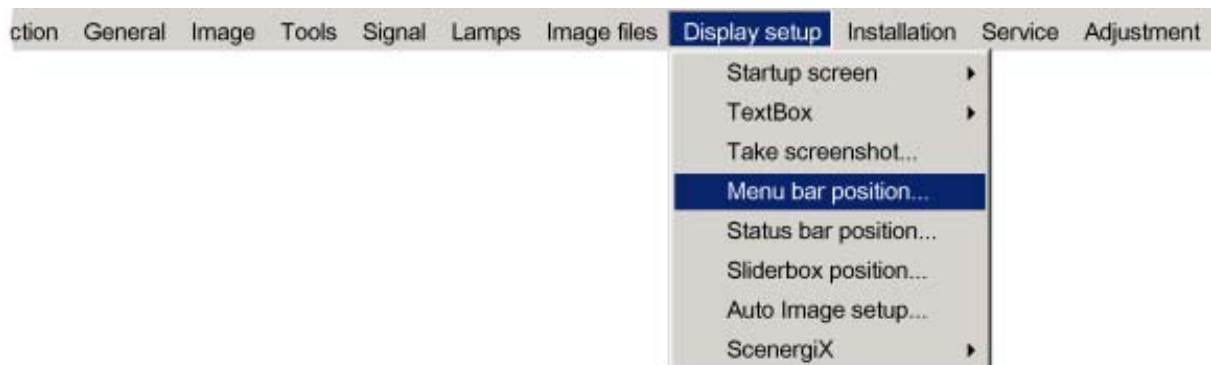 ction General Image Tools Signal Lamps Image files Display setup Installation Service Adjustment
Startup screen
TextBox
Take screenshot...
Menu bar position...
Status bar position...
Sliderbox position...
Auto Image setup...
ScenergiX